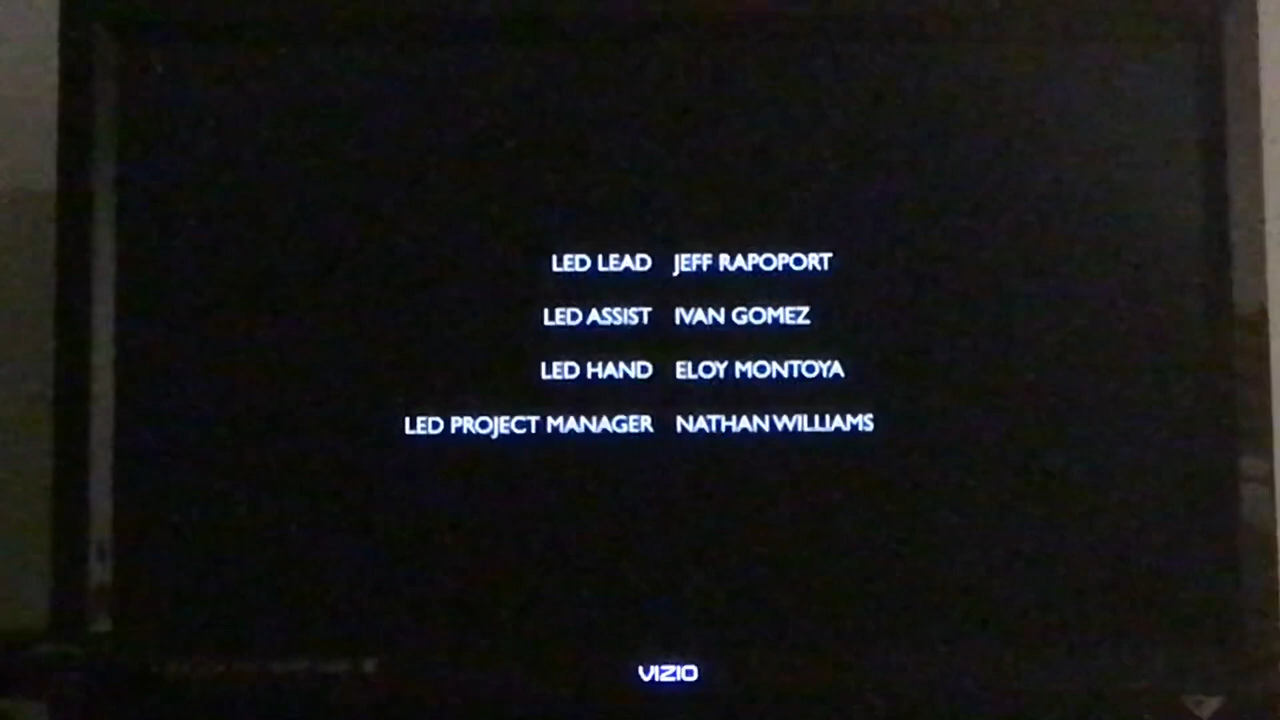 LED LEAD JEFF RAPOPORT
LED ASSIST IVAN GOMEZ
LED HAND ELOY MONTOYA
LED PROJECT MANAGER NATHAN WILLIAMS
VIZIO